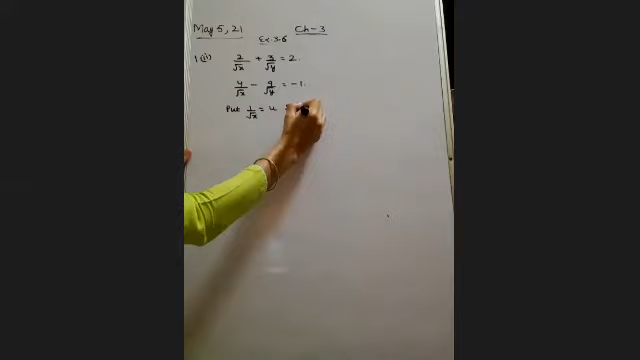 May 5, 21 Ch-3
Ex. 3.6
1(ii) 2/√x + 3/√y = 2.
4/√x - 9/√y = -1.
Put 1/√x = u